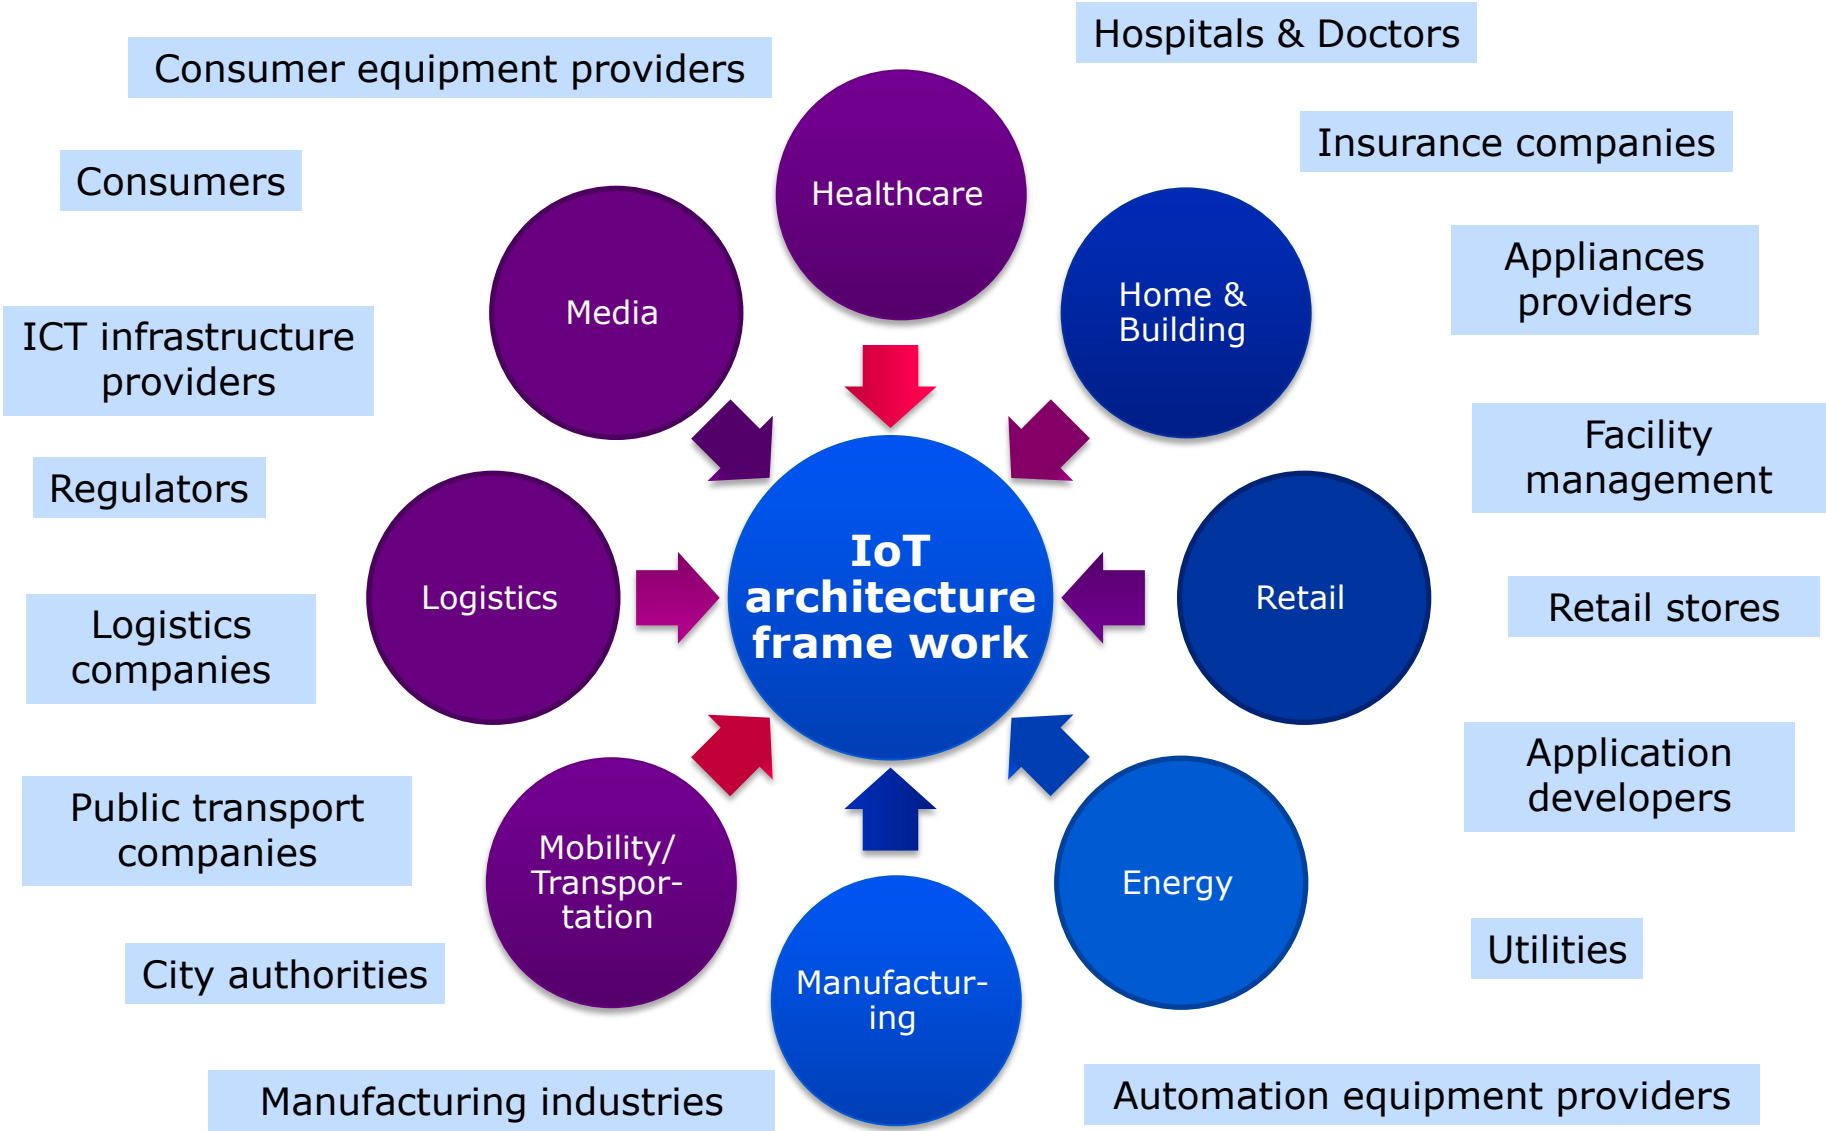 Hospitals & Doctors
Consumer equipment providers
Insurance companies
Consumers
Healthcare
Appliances
providers
Media
Home &
Building
ICT infrastructure
providers
Facility
management
Regulators
Logistics
IoT
architecture
frame work
Retail
Retail stores
Logistics
companies
Application
developers
Public transport
companies
Mobility/
Transpor-
tation
Energy
Utilities
City authorities
Manufactur-
ing
Manufacturing industries
Automation equipment providers